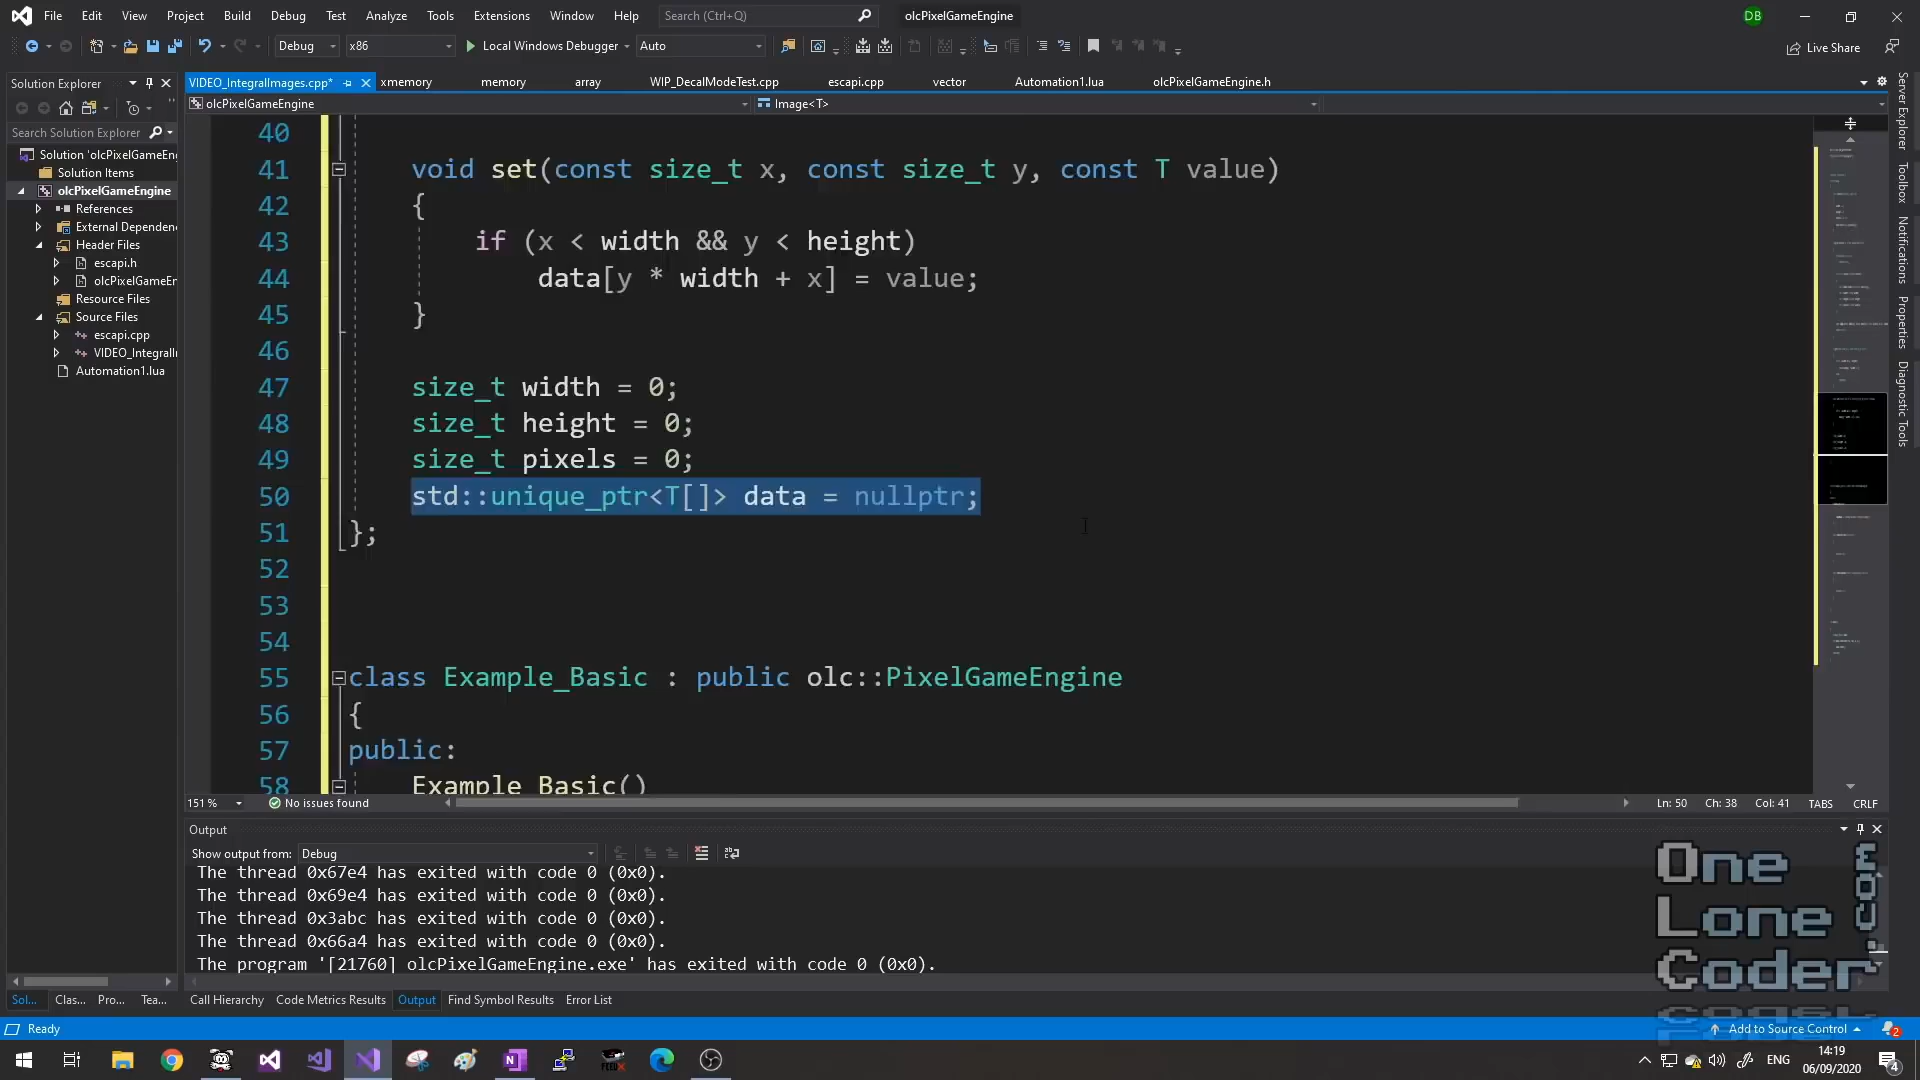 File Edit View Project Build Debug Test Analyze Tools Extensions Window Help Search (Ctrl+Q) olcPixelGameEngine DB
Debug x86 Local Windows Debugger Auto Live Share
Solution Explorer VIDEO_IntegralImages.cpp* xmemory memory array WIP_DecalModeTest.cpp escapi.cpp vector Automation1.lua olcPixelGameEngine.h
olcPixelGameEngine Image<T>
Search Solution Explorer
Solution 'olcPixelGameEng
Solution Items
olcPixelGameEngine
References
External Dependen
Header Files
escapi.h
olcPixelGameEn
Resource Files
Source Files
escapi.cpp
VIDEO_IntegralI
Automation1.lua
40
41 void set(const size_t x, const size_t y, const T value)
42 {
43 if (x < width && y < height)
44 data[y * width + x] = value;
45 }
46
47 size_t width = 0;
48 size_t height = 0;
49 size_t pixels = 0;
50 std::unique_ptr<T[]> data = nullptr;
51 };
52
53
54
55 class Example_Basic : public olc::PixelGameEngine
56 {
57 public:
58 Example_Basic()
Server Explorer
Toolbox
Notifications
Properties
Diagnostic Tools
151 % No issues found Ln: 50 Ch: 38 Col: 41 TABS CRLF
Output
Show output from: Debug
The thread 0x67e4 has exited with code 0 (0x0).
The thread 0x69e4 has exited with code 0 (0x0).
The thread 0x3abc has exited with code 0 (0x0).
The thread 0x66a4 has exited with code 0 (0x0).
The program '[21760] olcPixelGameEngine.exe' has exited with code 0 (0x0).
One
Lone
Coder
Sol... Clas... Pro... Tea... Call Hierarchy Code Metrics Results Output Find Symbol Results Error List
Ready Add to Source Control 2
ENG 14:19
06/09/2020 4